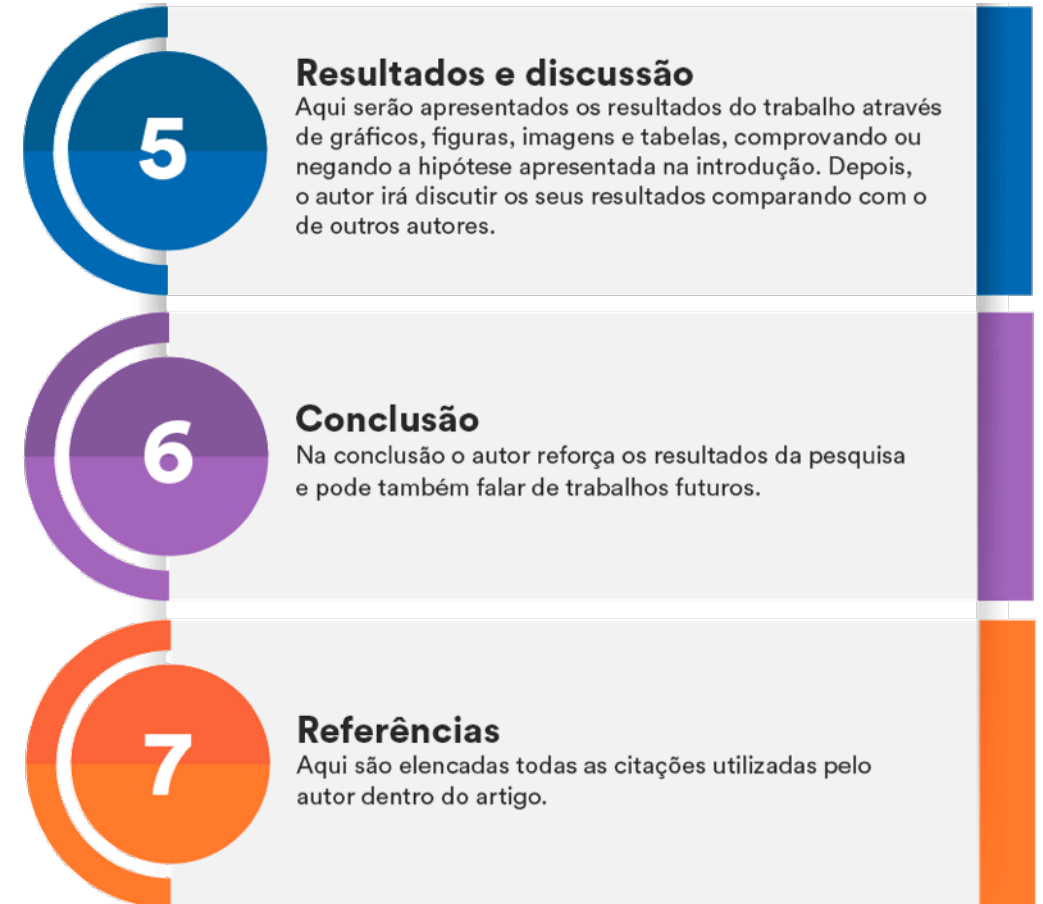 5
Resultados e discussão
Aqui serão apresentados os resultados do trabalho através
de gráficos, figuras, imagens e tabelas, comprovando ou
negando a hipótese apresentada na introdução. Depois,
o autor irá discutir os seus resultados comparando com o
de outros autores.
6
Conclusão
Na conclusão o autor reforça os resultados da pesquisa
e pode também falar de trabalhos futuros.
7
Referências
Aqui são elencadas todas as citações utilizadas pelo
autor dentro do artigo.